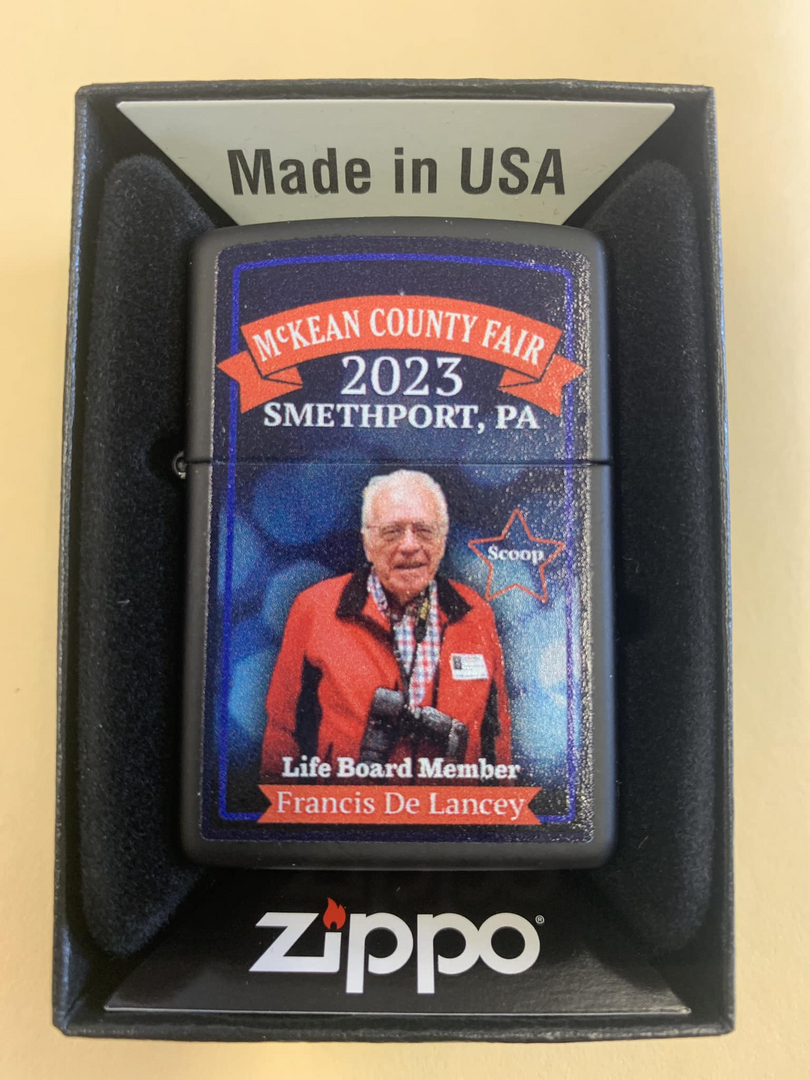 Made in USA
McKEAN COUNTY FAIR
2023
SMETHPORT, PA
Scoop
Life Board Member
Francis De Lancey
zippo®